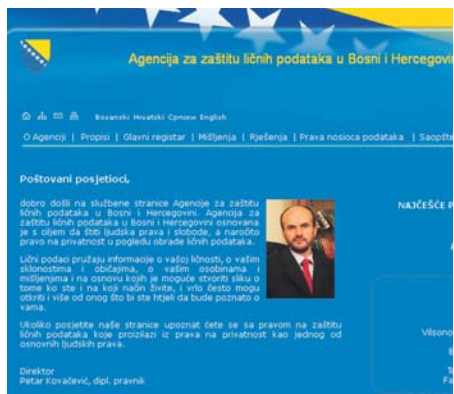 Agencija za zaštitu ličnih podataka u Bosni i Hercegovini
Bosanski Hrvatski Српски English
O Agenciji | Propisi | Glavni registar | Mišljenja | Rješenja | Prava nosioca podataka | Saopšte
Poštovani posjetioci,
dobro došli na službene stranice Agencije za zaštitu
ličnih podataka u Bosni i Hercegovini. Agencija za
zaštitu ličnih podataka u Bosni i Hercegovini osnovana
je s ciljem da štiti ljudska prava i slobode, a naročito
pravo na privatnost u pogledu obrade ličnih podataka.
NAJČEŠĆE P
Lični podaci pružaju informacije o vašoj ličnosti, o vašim
sklonostima i običajima, o vašim osobinama i
mišljenjima i na osnovu kojih je moguće stvoriti sliku o
tome ko ste i na koji način živite, i vrlo često mogu
otkriti i više od onog što bi ste htjeli da bude poznato o
vama.
Ukoliko posjetite naše stranice upoznat ćete se sa pravom na zaštitu
ličnih podataka koje proizilazi iz prava na privatnost kao jednog od
osnovnih ljudskih prava.
Vilsono
Direktor
Petar Kovačević, dipl. pravnik